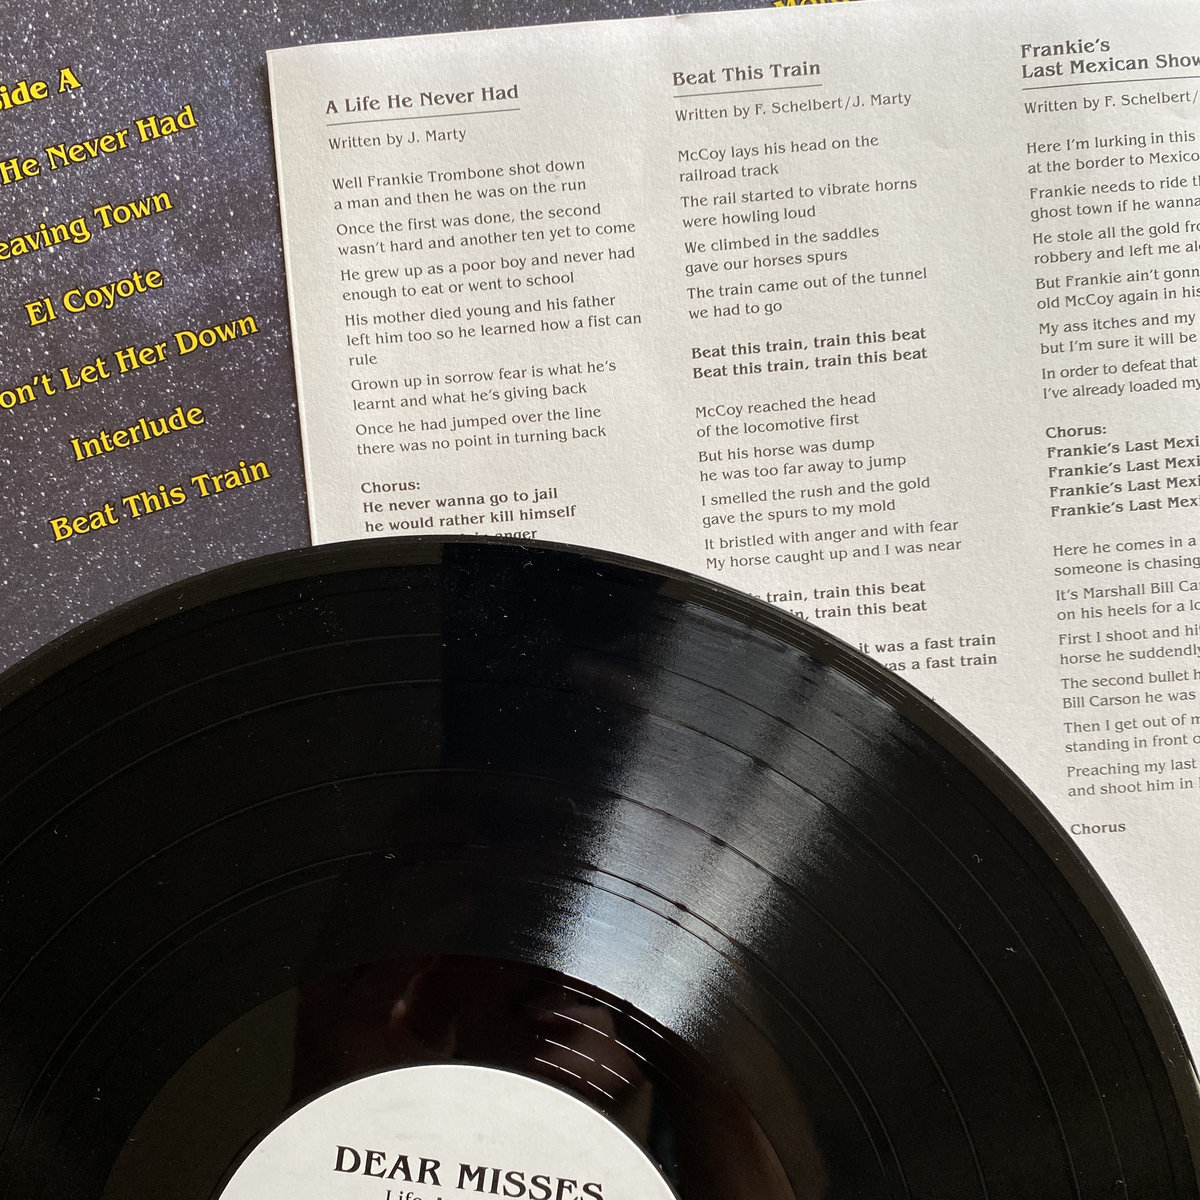 ide A
He Never Had
eaving Town
El Coyote
on't Let Her Down
Interlude
Beat This Train
A Life He Never Had
Written by J. Marty
Well Frankie Trombone shot down
a man and then he was on the run
Once the first was done, the second
wasn't hard and another ten yet to come
He grew up as a poor boy and never had
enough to eat or went to school
His mother died young and his father
left him too so he learned how a fist can
rule
Grown up in sorrow fear is what he's
learnt and what he's giving back
Once he had jumped over the line
there was no point in turning back
Chorus:
He never wanna go to jail
he would rather kill himself
anger
Beat This Train
Written by F. Schelbert/J. Marty
McCoy lays his head on the
railroad track
The rail started to vibrate horns
were howling loud
We climbed in the saddles
gave our horses spurs
The train came out of the tunnel
we had to go
Beat this train, train this beat
Beat this train, train this beat
McCoy reached the head
of the locomotive first
But his horse was dump
he was too far away to jump
I smelled the rush and the gold
gave the spurs to my mold
It bristled with anger and with fear
My horse caught up and I was near
train, train this beat
train this beat
it was a fast train
was a fast train
Frankie's
Last Mexican Show
Written by F. Schelbert/
Here I'm lurking in this
at the border to Mexico
Frankie needs to ride
ghost town if he wanna
He stole all the gold
robbery and left me
But Frankie ain't
old McCoy again in his
My ass itches and my
but I'm sure it will be
In order to defeat that
I've already loaded my
Chorus:
Frankie's Last Mexi
Frankie's Last Mexi
Frankie's Last Mexi
Frankie's Last Mexi
Here he comes in a
someone is chasing
It's Marshall Bill Ca
on his heels for a
First I shoot and
horse he suddenly
The second bullet
Bill Carson he was
Then I get out of
standing in front
Preaching my last
and shoot him in
Chorus
DEAR MISSES
Life